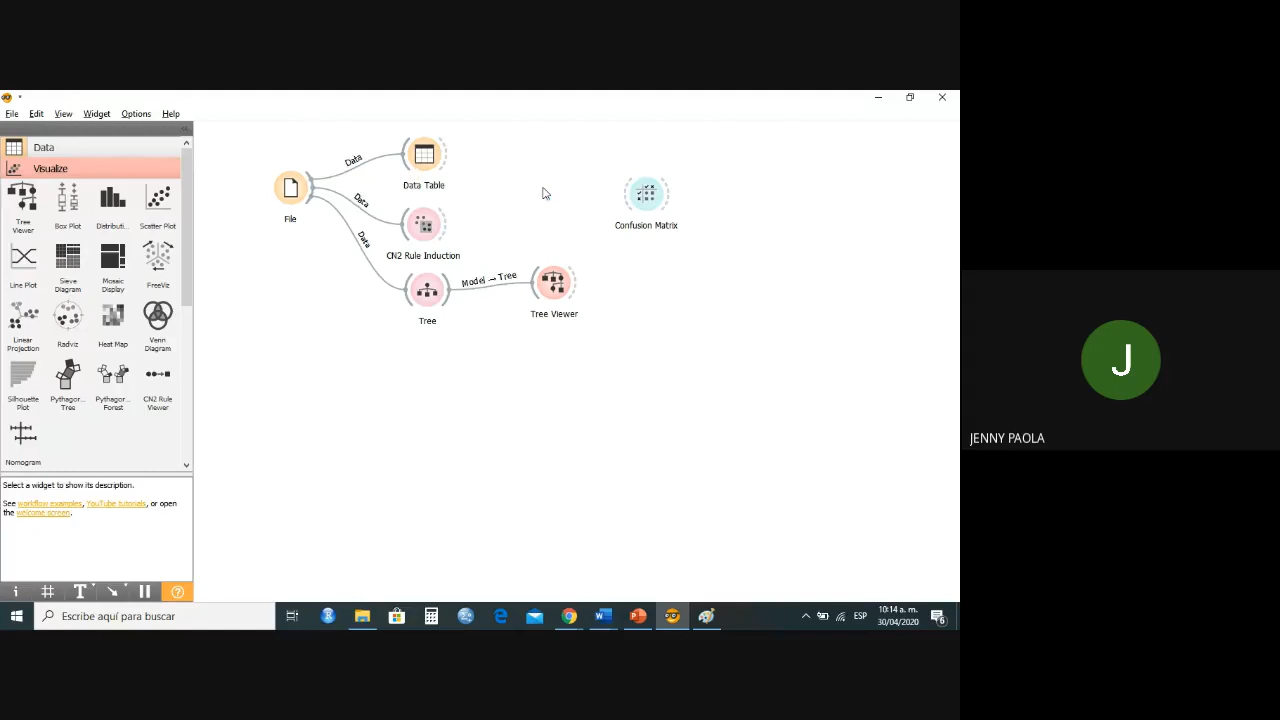 File Edit View Widget Options Help
Data
Visualize
Tree
Viewer
Box Plot
Distributi...
Scatter Plot
Line Plot
Sieve
Diagram
Mosaic
Display
FreeViz
Linear
Projection
Radviz
Heat Map
Venn
Diagram
Silhouette
Plot
Pythagor...
Tree
Pythagor...
Forest
CN2 Rule
Viewer
Nomogram
Select a widget to show its description.
See workflow examples, YouTube tutorials, or open
the welcome screen.
File
Data
Data
Data
Data Table
CN2 Rule Induction
Tree
Model → Tree
Tree Viewer
Confusion Matrix
J
JENNY PAOLA
Escribe aquí para buscar
ESP
10:14 a. m.
30/04/2020
6